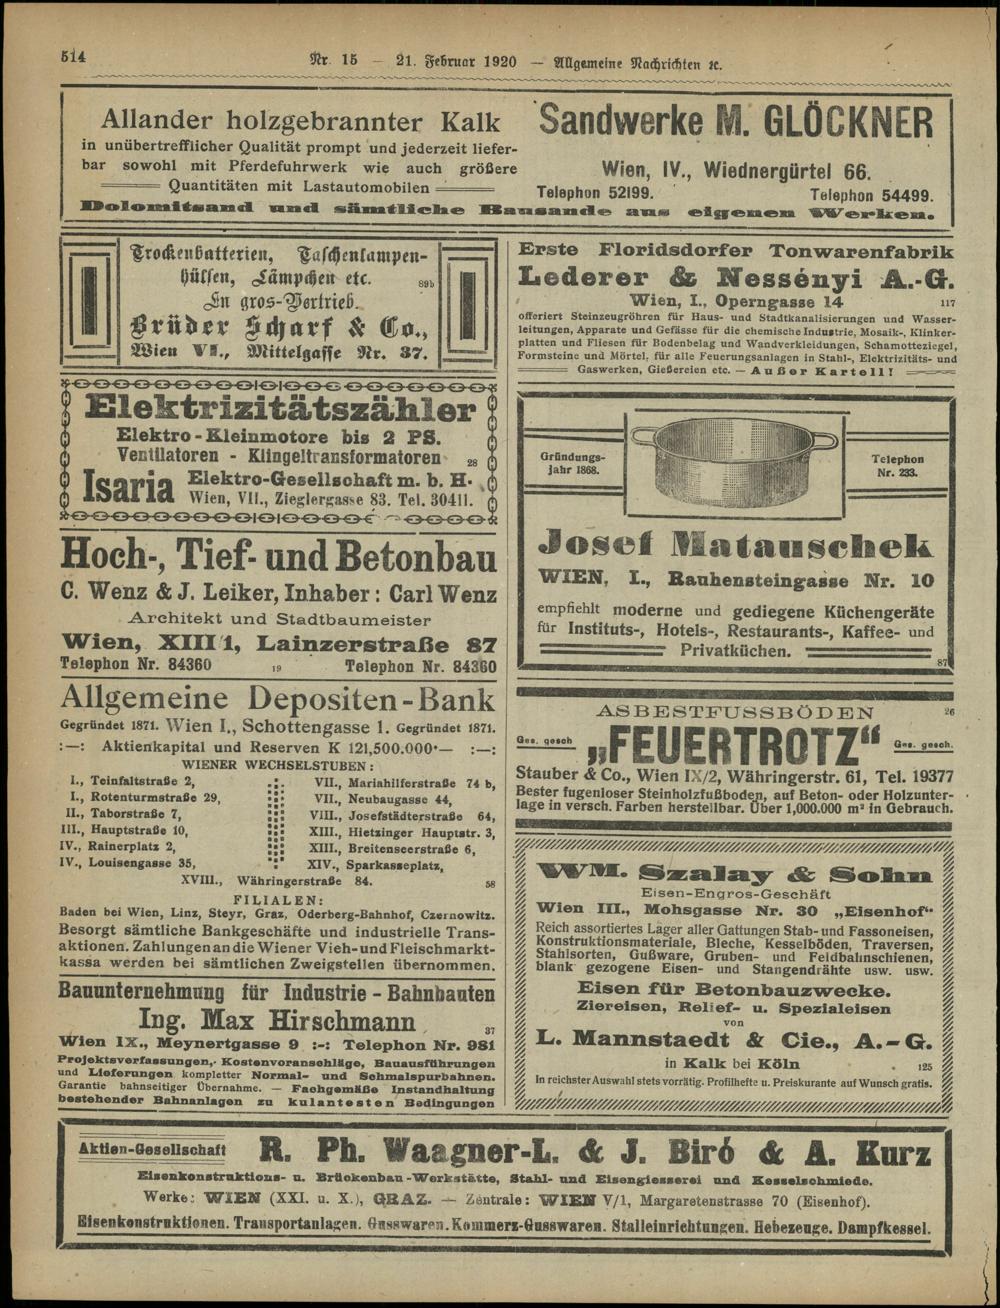 514
Nr. 15 — 21. Februar 1920 — Allgemeine Nachrichten ꝛc.
Allander holzgebrannter Kalk
in unübertrefflicher Qualität prompt und jederzeit liefer-
bar sowohl mit Pferdefuhrwerk wie auch größere
Quantitäten mit Lastautomobilen
Sandwerke M. GLÖCKNER
Wien, IV., Wiednergürtel 66.
Telephon 52199. Telephon 54499.
Dolomitsand und sämtliche Bausande aus eigenen Werken.
Trockenbatterien, Taschenlampen-
hülsen, Lämpchen etc. 89b
En gros-Vertrieb.
Brüder Scharf & Co.,
Wien VI., Mittelgasse Nr. 37.
Elektrizitätszähler
Elektro-Kleinmotore bis 2 PS.
Ventilatoren - Klingeltransformatoren 28
Isaria Elektro-Gesellschaft m. b. H.
Wien, VII., Zieglergasse 83. Tel. 30411.
Hoch-, Tief- und Betonbau
C. Wenz & J. Leiker, Inhaber: Carl Wenz
Architekt und Stadtbaumeister
Wien, XIII/1, Lainzerstraße 87
Telephon Nr. 84360 19 Telephon Nr. 84360
Allgemeine Depositen-Bank
Gegründet 1871. Wien I., Schottengasse 1. Gegründet 1871.
:—: Aktienkapital und Reserven K 121,500.000·— :—:
WIENER WECHSELSTUBEN:
I., Teinfaltstraße 2,
I., Rotenturmstraße 29,
II., Taborstraße 7,
III., Hauptstraße 10,
IV., Rainerplatz 2,
IV., Louisengasse 35,
VII., Mariahilferstraße 74 b,
VII., Neubaugasse 44,
VIII., Josefstädterstraße 64,
XIII., Hietzinger Hauptstr. 3,
XIII., Breitenseerstraße 6,
XIV., Sparkasseplatz,
XVIII., Währingerstraße 84. 58
FILIALEN:
Baden bei Wien, Linz, Steyr, Graz, Oderberg-Bahnhof, Czernowitz.
Besorgt sämtliche Bankgeschäfte und industrielle Trans-
aktionen. Zahlungen an die Wiener Vieh- und Fleischmarkt-
kassa werden bei sämtlichen Zweigstellen übernommen.
Bauunternehmung für Industrie - Bahnbauten
Ing. Max Hirschmann 37
Wien IX., Meynertgasse 9 :-: Telephon Nr. 981
Projektsverfassungen, Kostenvoranschläge, Bauausführungen
und Lieferungen kompletter Normal- und Schmalspurbahnen.
Garantie bahnseitiger Übernahme. — Fachgemäße Instandhaltung
bestehender Bahnanlagen zu kulantesten Bedingungen
Erste Floridsdorfer Tonwarenfabrik
Lederer & Nessényi A.-G.
Wien, I., Operngasse 14 117
offeriert Steinzeugröhren für Haus- und Stadtkanalisierungen und Wasser-
leitungen, Apparate und Gefässe für die chemische Industrie, Mosaik-, Klinker-
platten und Fliesen für Bodenbelag und Wandverkleidungen, Schamotteziegel,
Formsteine und Mörtel, für alle Feuerungsanlagen in Stahl-, Elektrizitäts- und
Gaswerken, Gießereien etc. — Außer Kartell!
Gründungs-
jahr 1868.
Telephon
Nr. 233.
Josef Matauschek
WIEN, I., Rauhensteingasse Nr. 10
empfiehlt moderne und gediegene Küchengeräte
für Instituts-, Hotels-, Restaurants-, Kaffee- und
Privatküchen.
87
ASBESTFUSSBÖDEN 26
Ges. gesch. „FEUERTROTZ“ Ges. gesch.
Stauber & Co., Wien IX/2, Währingerstr. 61, Tel. 19377
Bester fugenloser Steinholzfußboden, auf Beton- oder Holzunter-
lage in versch. Farben herstellbar. Über 1,000.000 m² in Gebrauch.
WM. Szalay & Sohn
Eisen-Engros-Geschäft
Wien III., Mohsgasse Nr. 30 „Eisenhof“
Reich assortiertes Lager aller Gattungen Stab- und Fassoneisen,
Konstruktionsmateriale, Bleche, Kesselböden, Traversen,
Stahlsorten, Gußware, Gruben- und Feldbahnschienen,
blank gezogene Eisen- und Stangendrähte usw. usw.
Eisen für Betonbauzwecke.
Ziereisen, Relief- u. Spezialeisen
von
L. Mannstaedt & Cie., A.-G.
in Kalk bei Köln 125
In reichster Auswahl stets vorrätig. Profilhefte u. Preiskurante auf Wunsch gratis.
Aktien-Gesellschaft R. Ph. Waagner-L. & J. Biró & A. Kurz
Eisenkonstruktions- u. Brückenbau-Werkstätte, Stahl- und Eisengiesserei und Kesselschmiede.
Werke: WIEN (XXI. u. X.), GRAZ. — Zentrale: WIEN V/1, Margaretenstrasse 70 (Eisenhof).
Eisenkonstruktionen. Transportanlagen. Gusswaren. Kommerz-Gusswaren. Stalleinrichtungen. Hebezeuge. Dampfkessel.